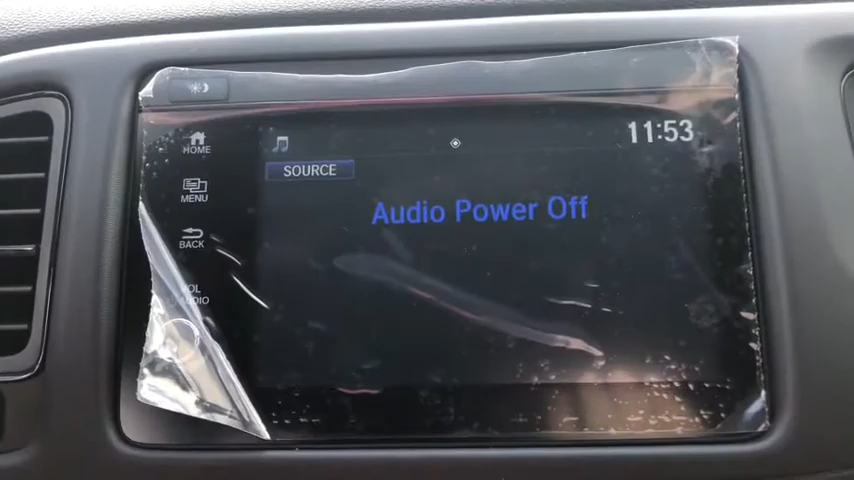 11:53
HOME
SOURCE
MENU
Audio Power Off
BACK
VOL
AUDIO